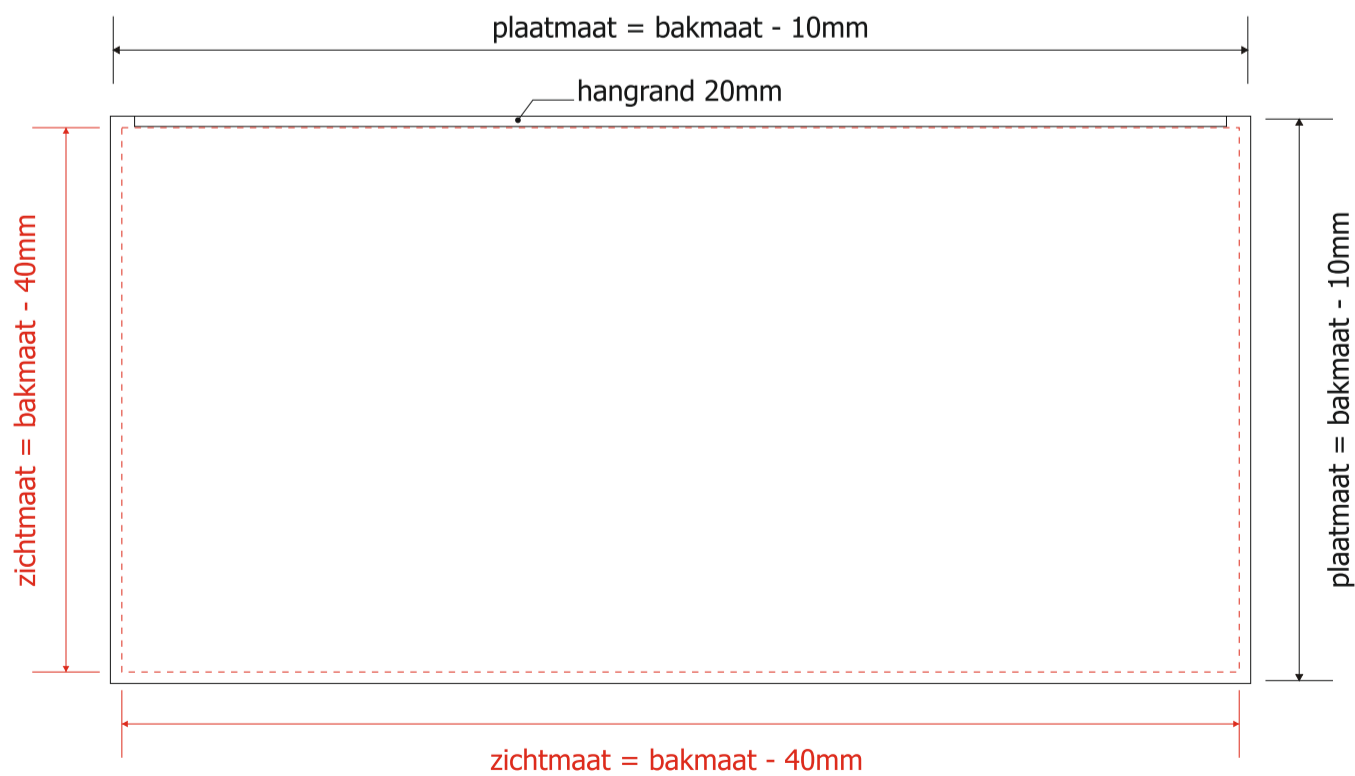 plaatmaat = bakmaat - 10mm
hangrand 20mm
zichtmaat = bakmaat - 40mm
plaatmaat = bakmaat - 10mm
zichtmaat = bakmaat - 40mm